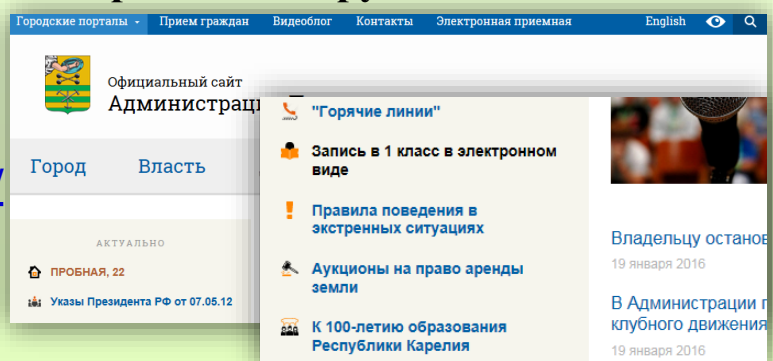 Городские порталы
Прием граждан
Видеоблог
Контакты
Электронная приемная
English
Официальный сайт
Город
Власть
АКТУАЛЬНО
ПРОБНАЯ, 22
Указы Президента РФ от 07.05.12
"Горячие линии"
Запись в 1 класс в электронном
виде
Правила поведения в
экстренных ситуациях
Аукционы на право аренды
земли
К 100-летию образования
Республики Карелия
Владельцу
19 января 2016
В Администрации
клубного движения
19 января 2016